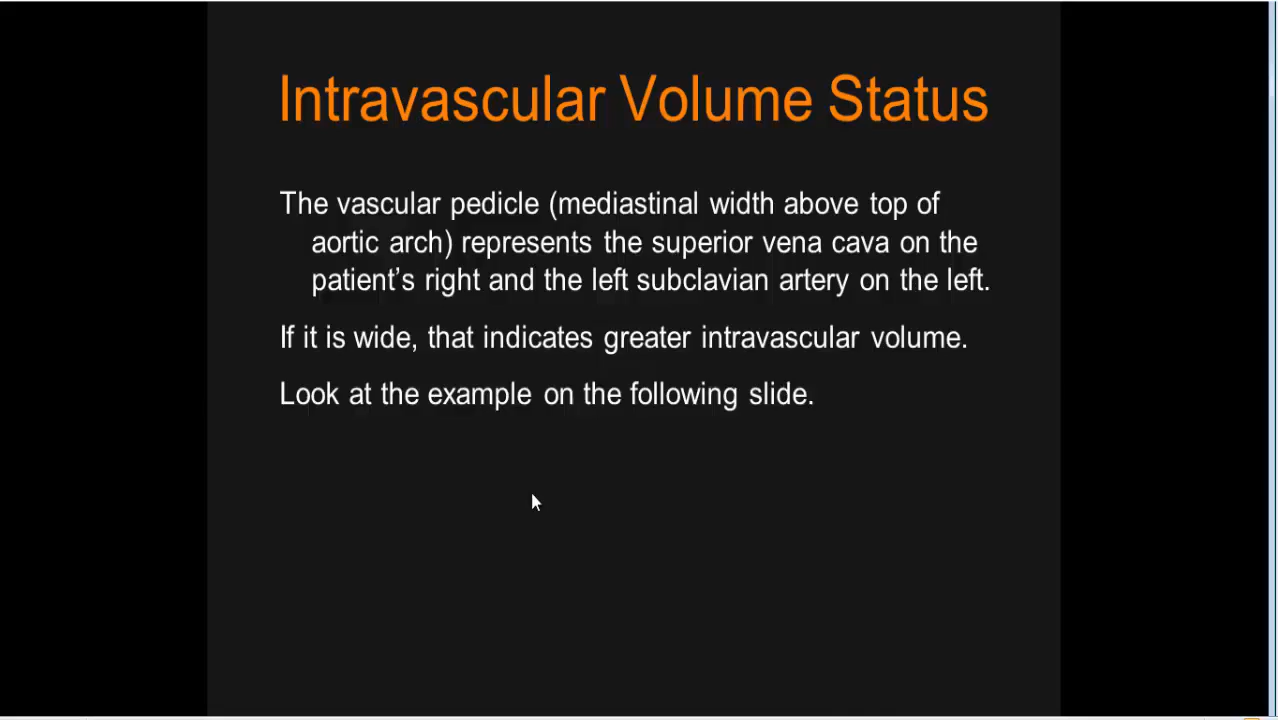 Intravascular Volume Status
The vascular pedicle (mediastinal width above top of
aortic arch) represents the superior vena cava on the
patient’s right and the left subclavian artery on the left.
If it is wide, that indicates greater intravascular volume.
Look at the example on the following slide.